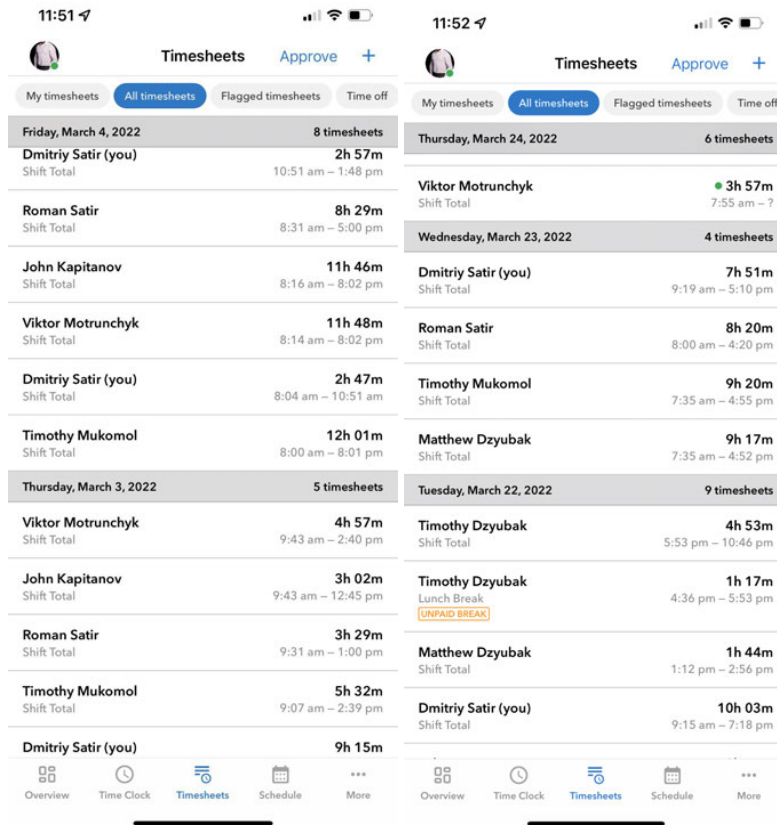 11:51
Timesheets
Approve +
My timesheets
All timesheets
Flagged timesheets
Time off
Friday, March 4, 2022 8 timesheets
Dmitriy Satir (you) 2h 57m
Shift Total 10:51 am – 1:48 pm
Roman Satir 8h 29m
Shift Total 8:31 am – 5:00 pm
John Kapitanov 11h 46m
Shift Total 8:16 am – 8:02 pm
Viktor Motrunchyk 11h 48m
Shift Total 8:14 am – 8:02 pm
Dmitriy Satir (you) 2h 47m
Shift Total 8:04 am – 10:51 am
Timothy Mukomol 12h 01m
Shift Total 8:00 am – 8:01 pm
Thursday, March 3, 2022 5 timesheets
Viktor Motrunchyk 4h 57m
Shift Total 9:43 am – 2:40 pm
John Kapitanov 3h 02m
Shift Total 9:43 am – 12:45 pm
Roman Satir 3h 29m
Shift Total 9:31 am – 1:00 pm
Timothy Mukomol 5h 32m
Shift Total 9:07 am – 2:39 pm
Dmitriy Satir (you) 9h 15m
Overview Time Clock Timesheets Schedule More
11:52
Timesheets
Approve +
My timesheets
All timesheets
Flagged timesheets
Time off
Thursday, March 24, 2022 6 timesheets
Viktor Motrunchyk 3h 57m
Shift Total 7:55 am – ?
Wednesday, March 23, 2022 4 timesheets
Dmitriy Satir (you) 7h 51m
Shift Total 9:19 am – 5:10 pm
Roman Satir 8h 20m
Shift Total 8:00 am – 4:20 pm
Timothy Mukomol 9h 20m
Shift Total 7:35 am – 4:55 pm
Matthew Dzyubak 9h 17m
Shift Total 7:35 am – 4:52 pm
Tuesday, March 22, 2022 9 timesheets
Timothy Dzyubak 4h 53m
Shift Total 5:53 pm – 10:46 pm
Timothy Dzyubak 1h 17m
Lunch Break 4:36 pm – 5:53 pm
UNPAID BREAK
Matthew Dzyubak 1h 44m
Shift Total 1:12 pm – 2:56 pm
Dmitriy Satir (you) 10h 03m
Shift Total 9:15 am – 7:18 pm
Overview Time Clock Timesheets Schedule More